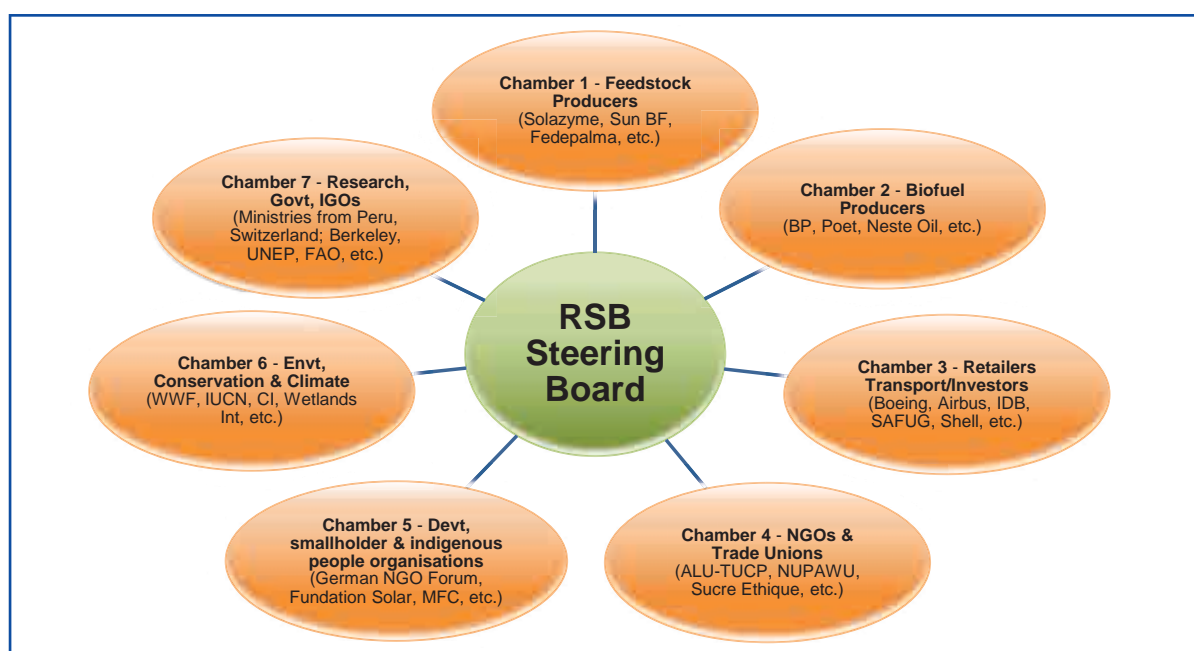 Chamber 1 - Feedstock
Producers
(Solazyme, Sun BF,
Fedepalma, etc.)
Chamber 2 - Biofuel
Producers
(BP, Poet, Neste Oil, etc.)
Chamber 3 - Retailers
Transport/Investors
(Boeing, Airbus, IDB,
SAFUG, Shell, etc.)
Chamber 4 - NGOs &
Trade Unions
(ALU-TUCP, NUPAWU,
Sucre Ethique, etc.)
Chamber 5 - Devt,
smallholder & indigenous
people organisations
(German NGO Forum,
Fundation Solar, MFC, etc.)
Chamber 6 - Envt,
Conservation & Climate
(WWF, IUCN, CI, Wetlands
Int, etc.)
Chamber 7 - Research,
Govt, IGOs
(Ministries from Peru,
Switzerland; Berkeley,
UNEP, FAO, etc.)
RSB
Steering
Board